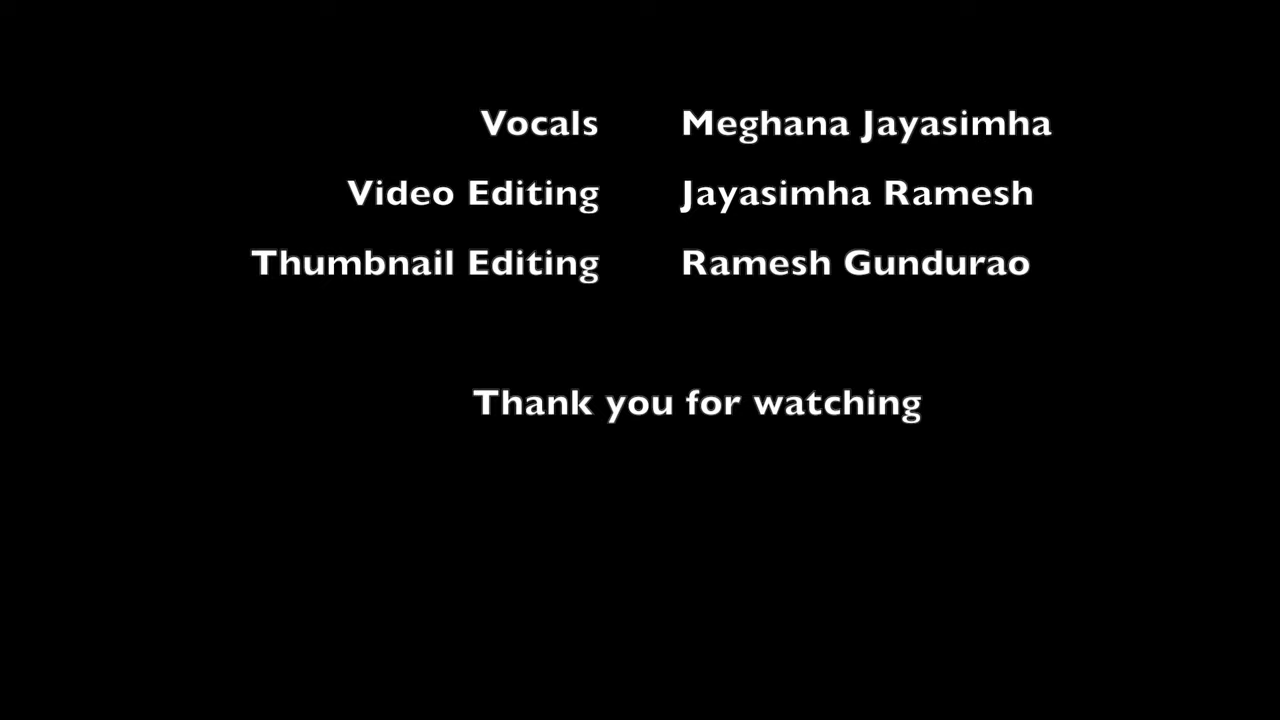 Vocals Meghana Jayasimha
Video Editing Jayasimha Ramesh
Thumbnail Editing Ramesh Gundurao
Thank you for watching